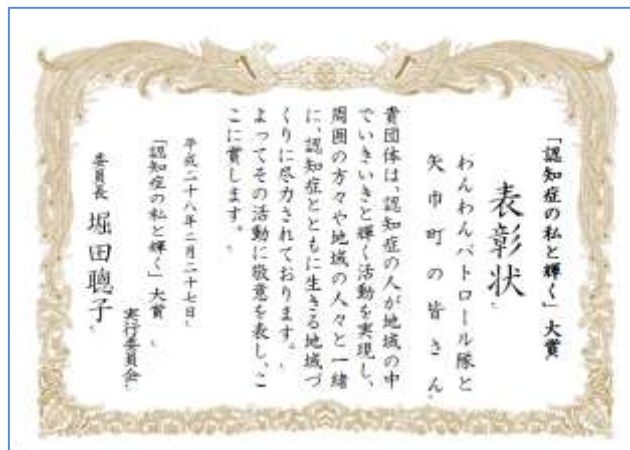 「認知症の私と輝く」大賞
表彰状
わんわんパトロール隊と
矢巾町の皆さん
貴団体は、認知症の人が地域の中
でいきいきと輝く活動を実現し、
周囲の方々や地域の人々と一緒
に、認知症とともに生きる地域づ
くりに尽力されております。
よってその活動に敬意を表し、こ
こに賞します。
平成二十八年二月二十七日
「認知症の私と輝く」大賞
実行委員会
委員長 堀田聰子